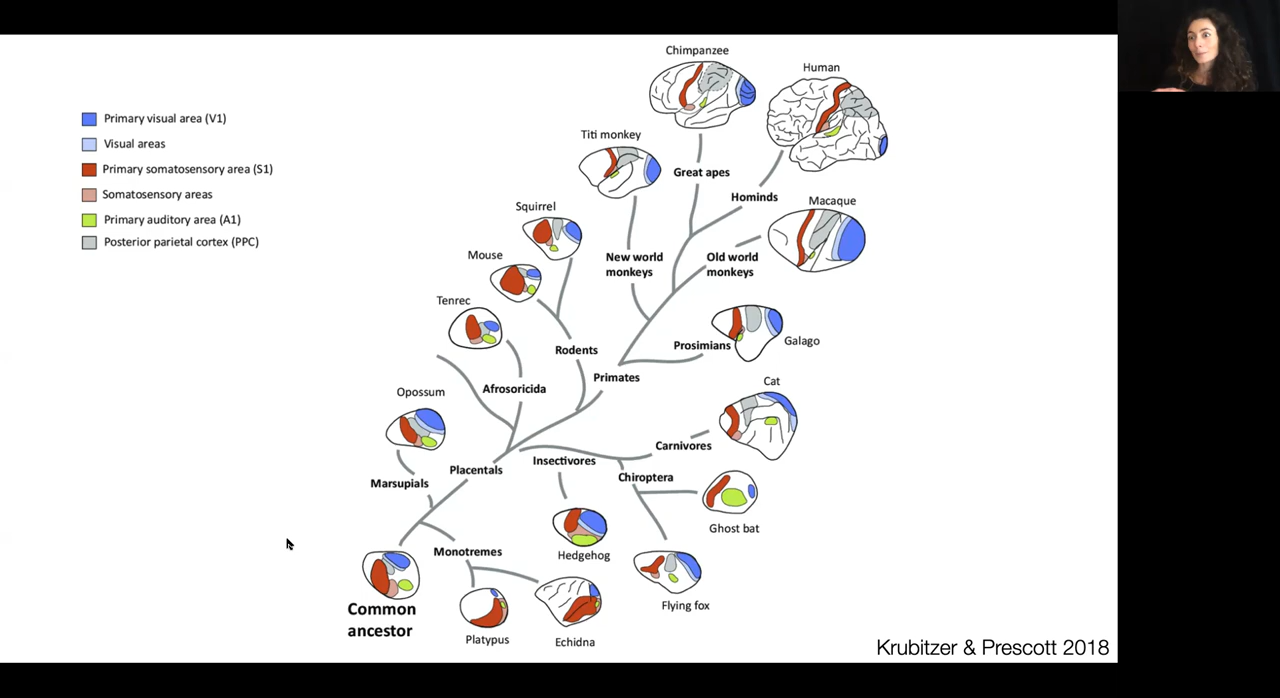 Primary visual area (V1)
Visual areas
Primary somatosensory area (S1)
Somatosensory areas
Primary auditory area (A1)
Posterior parietal cortex (PPC)
Chimpanzee
Human
Titi monkey
Great apes
Hominds
Macaque
Squirrel
New world
monkeys
Old world
monkeys
Mouse
Tenrec
Galago
Prosimians
Rodents
Primates
Afrosoricida
Cat
Opossum
Carnivores
Insectivores
Placentals
Chiroptera
Marsupials
Ghost bat
Monotremes
Hedgehog
Flying fox
Common
ancestor
Platypus
Echidna
Krubitzer & Prescott 2018